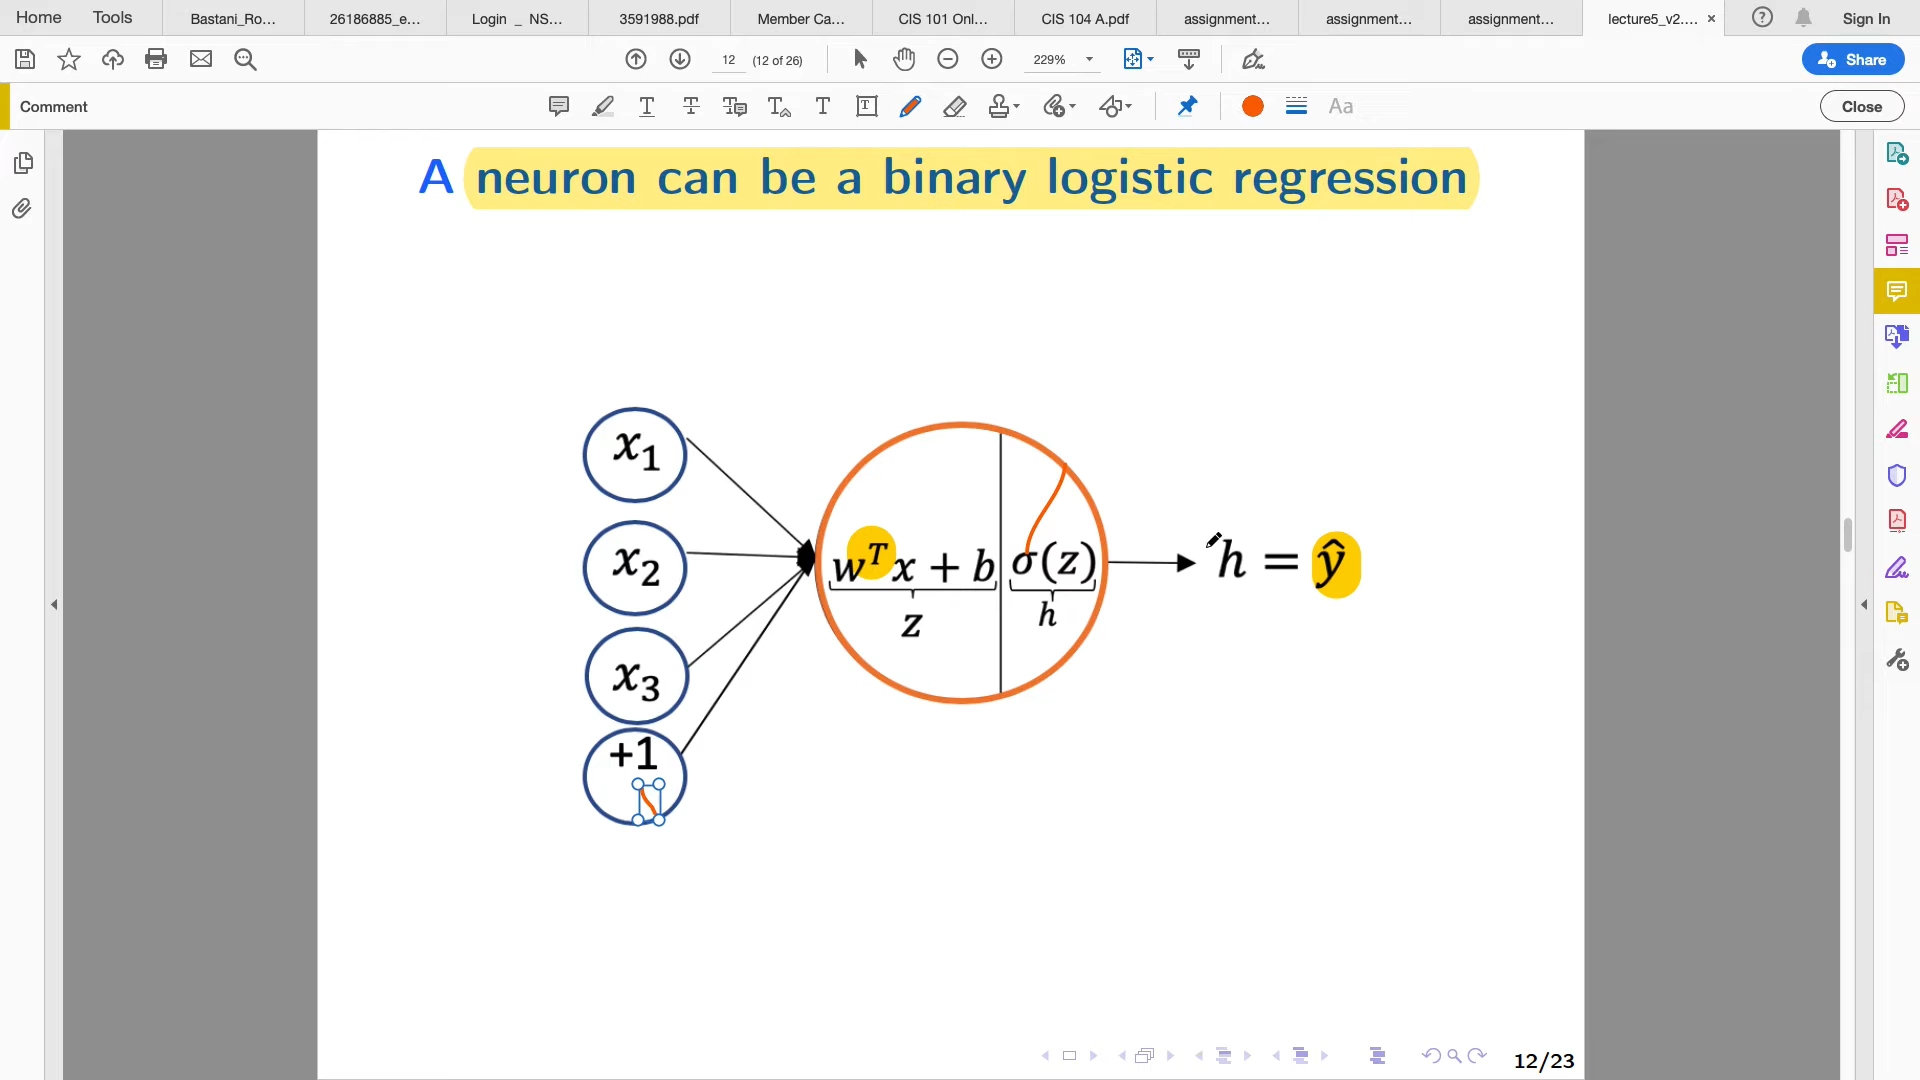 Home Tools Bastani_Ro... 26186885_e... Login _ NS... 3591988.pdf Member Ca... CIS 101 Onl... CIS 104 A.pdf assignment... assignment... assignment... lecture5_v2.... × Sign In
12 (12 of 26) 229% Share
Comment Aa Close
A neuron can be a binary logistic regression
x₁
x₂
x₃
+1
wᵀx + b
z
σ(z)
h
h = ŷ
12/23